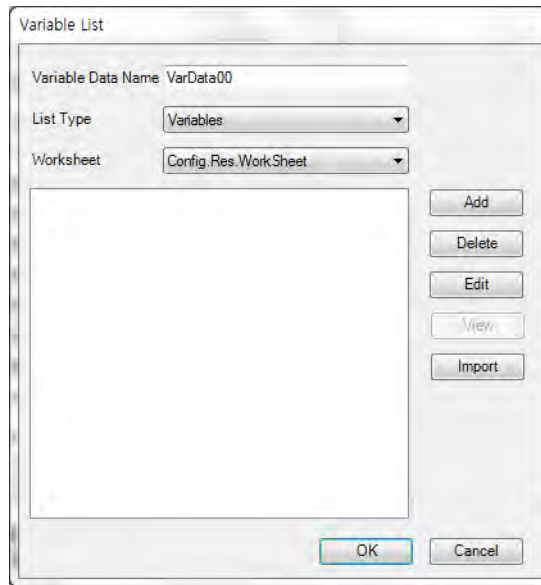 Variable List
Variable Data Name VarData00
List Type Variables
Worksheet Config.Res.WorkSheet
Add
Delete
Edit
View
Import
OK Cancel